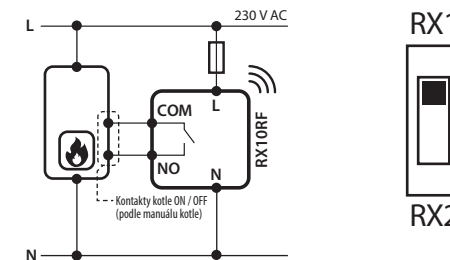 230 V AC
L
RX1
COM
L
RX10RF
NO
N
Kontakty kotle ON / OFF
(podle manuálu kotle)
RX2
N